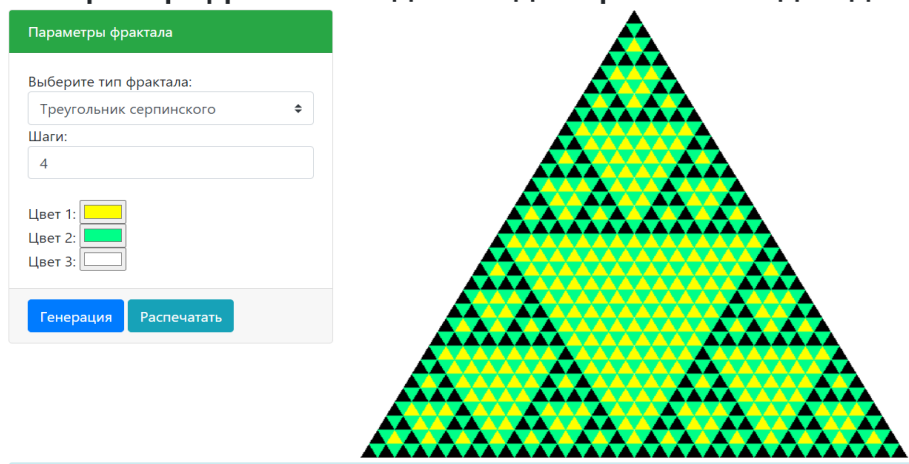 Параметры фрактала
Выберите тип фрактала:
Треугольник серпинского
Шаги:
4
Цвет 1:
Цвет 2:
Цвет 3:
Генерация
Распечатать